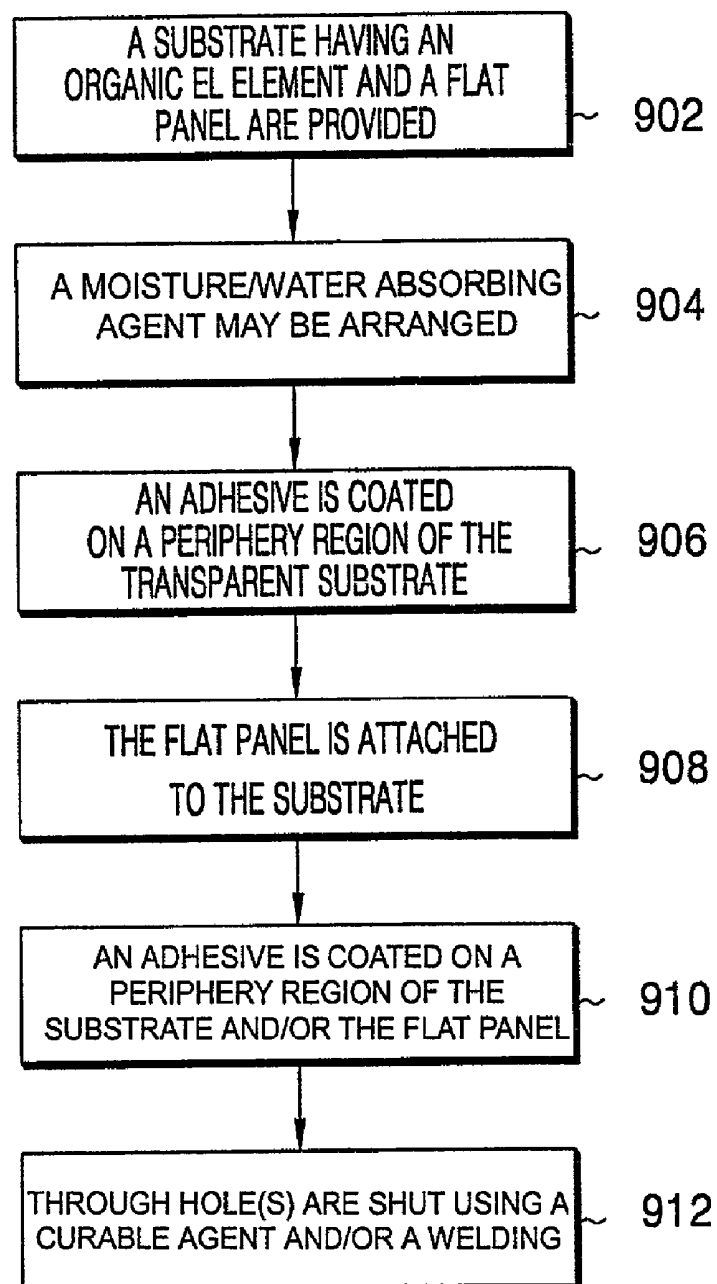 A SUBSTRATE HAVING AN
ORGANIC EL ELEMENT AND A FLAT
PANEL ARE PROVIDED
902
A MOISTURE/WATER ABSORBING
AGENT MAY BE ARRANGED
904
AN ADHESIVE IS COATED
ON A PERIPHERY REGION OF THE
TRANSPARENT SUBSTRATE
906
THE FLAT PANEL IS ATTACHED
TO THE SUBSTRATE
908
AN ADHESIVE IS COATED ON A
PERIPHERY REGION OF THE
SUBSTRATE AND/OR THE FLAT PANEL
910
THROUGH HOLE(S) ARE SHUT USING A
CURABLE AGENT AND/OR A WELDING
912